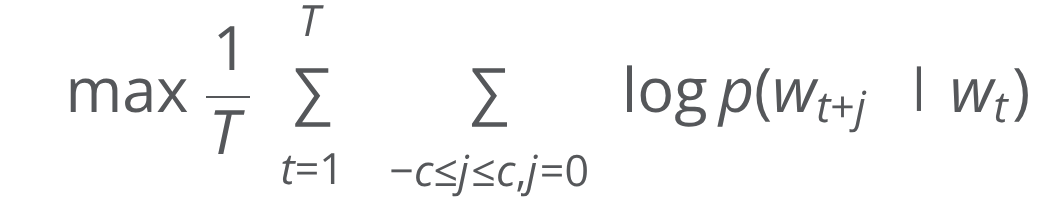 max 1/T ∑_{t=1}^{T} ∑_{−c≤j≤c,j=0} log p(w_{t+j} | w_t)